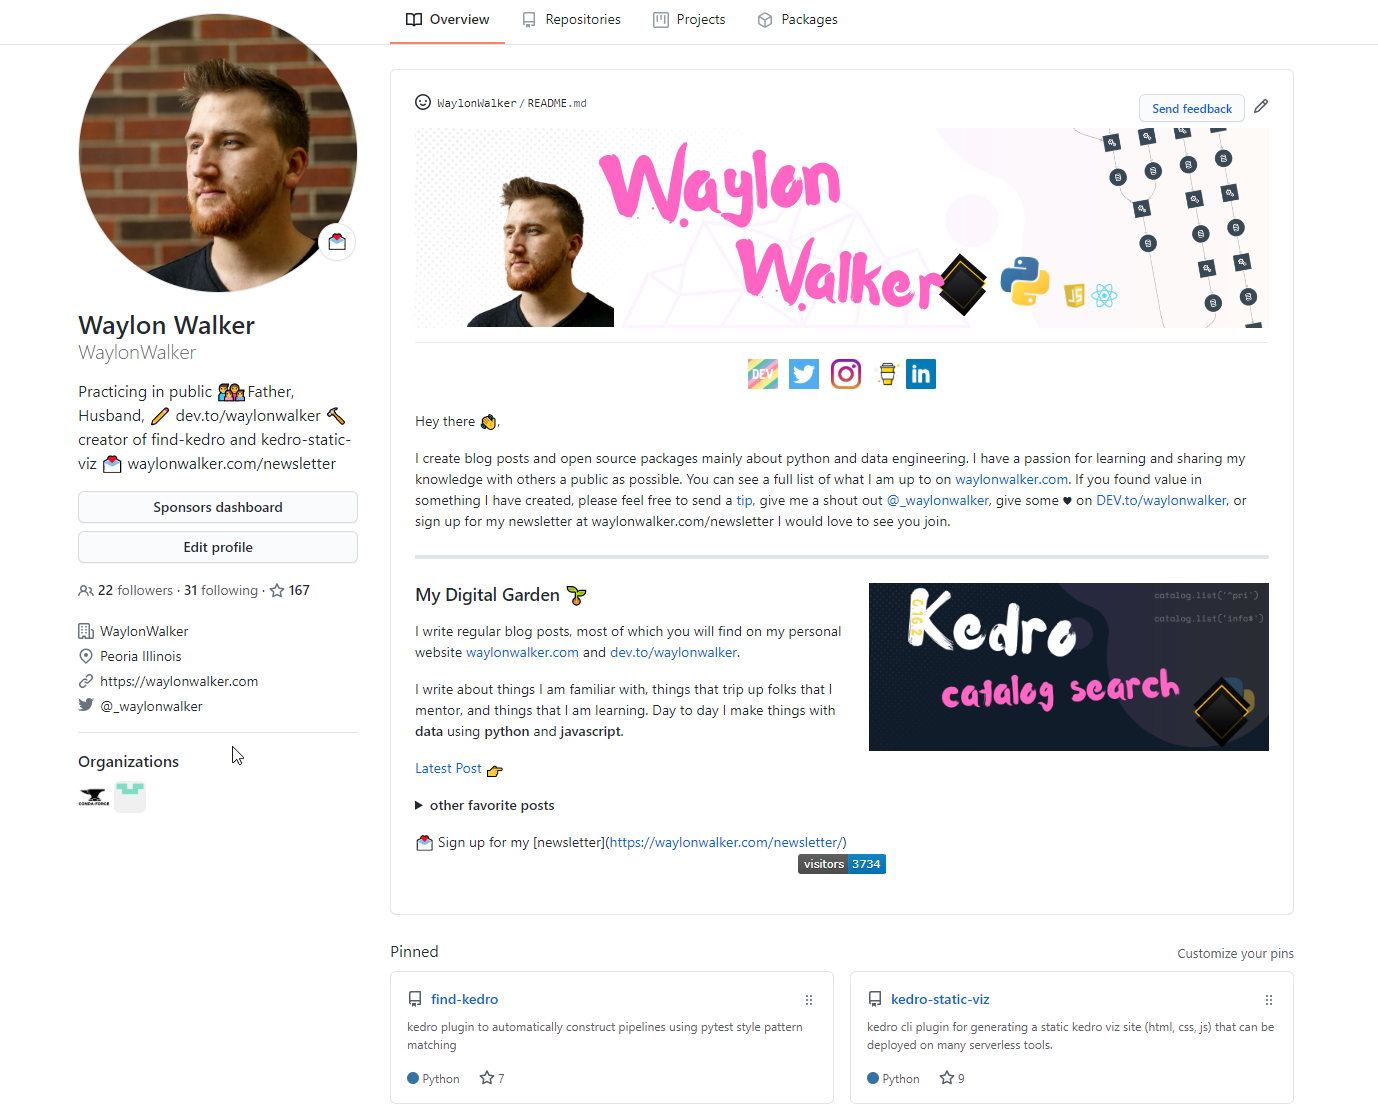 Overview
Repositories
Projects
Packages
WaylonWalker / README.md
Send feedback
Waylon
Walker
JS
DEV
in
Hey there 👋,
I create blog posts and open source packages mainly about python and data engineering. I have a passion for learning and sharing my
knowledge with others a public as possible. You can see a full list of what I am up to on waylonwalker.com. If you found value in
something I have created, please feel free to send a tip, give me a shout out @_waylonwalker, give some ♥ on DEV.to/waylonwalker, or
sign up for my newsletter at waylonwalker.com/newsletter I would love to see you join.
My Digital Garden 🌱
I write regular blog posts, most of which you will find on my personal
website waylonwalker.com and dev.to/waylonwalker.
I write about things I am familiar with, things that trip up folks that I
mentor, and things that I am learning. Day to day I make things with
data using python and javascript.
Latest Post 👉
other favorite posts
💌 Sign up for my [newsletter](https://waylonwalker.com/newsletter/)
visitors 3734
catalog.list('^pri')
catalog.list('info#')
0.16.2
Kedro
catalog search
Waylon Walker
WaylonWalker
Practicing in public 👨‍👩‍👧‍👧 Father,
Husband, 🖍 dev.to/waylonwalker 🔨
creator of find-kedro and kedro-static-
viz 💌 waylonwalker.com/newsletter
Sponsors dashboard
Edit profile
22 followers · 31 following · 167
WaylonWalker
Peoria Illinois
https://waylonwalker.com
@_waylonwalker
Organizations
CONDA-FORGE
Pinned
Customize your pins
find-kedro
kedro plugin to automatically construct pipelines using pytest style pattern
matching
Python 7
kedro-static-viz
kedro cli plugin for generating a static kedro viz site (html, css, js) that can be
deployed on many serverless tools.
Python 9